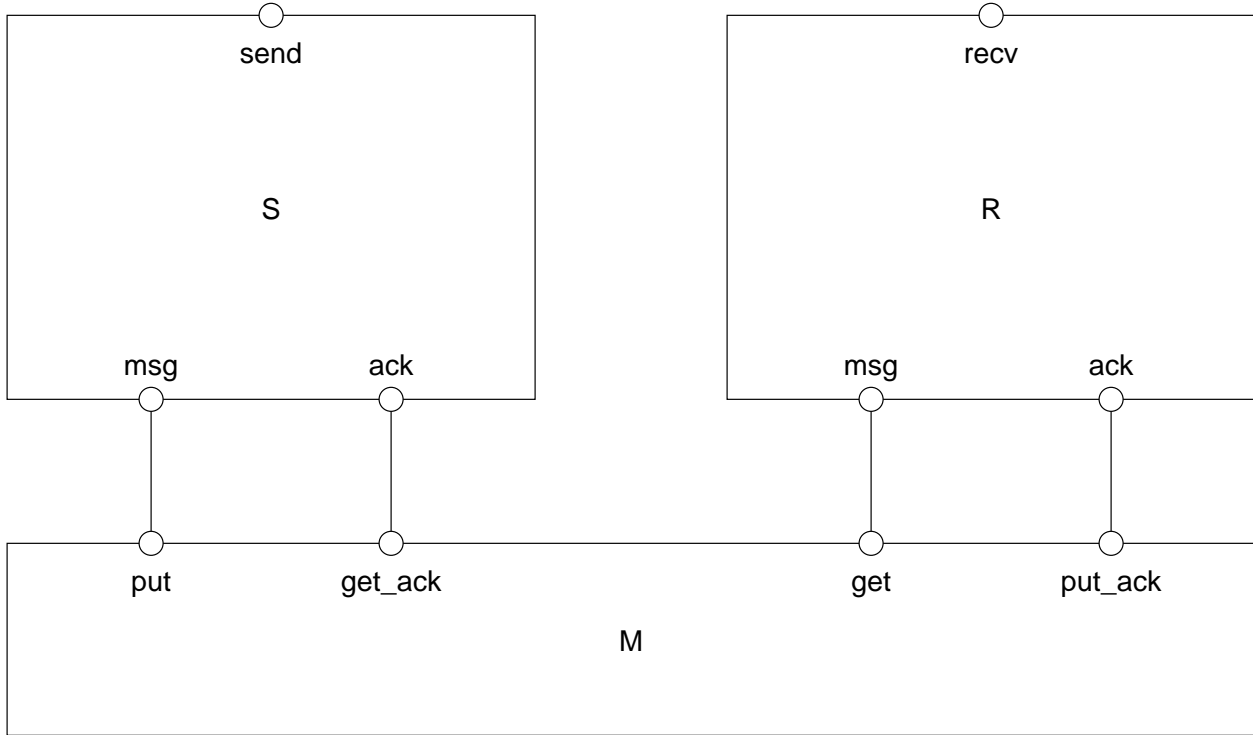 send
recv
S
R
msg
ack
msg
ack
put
get_ack
get
put_ack
M